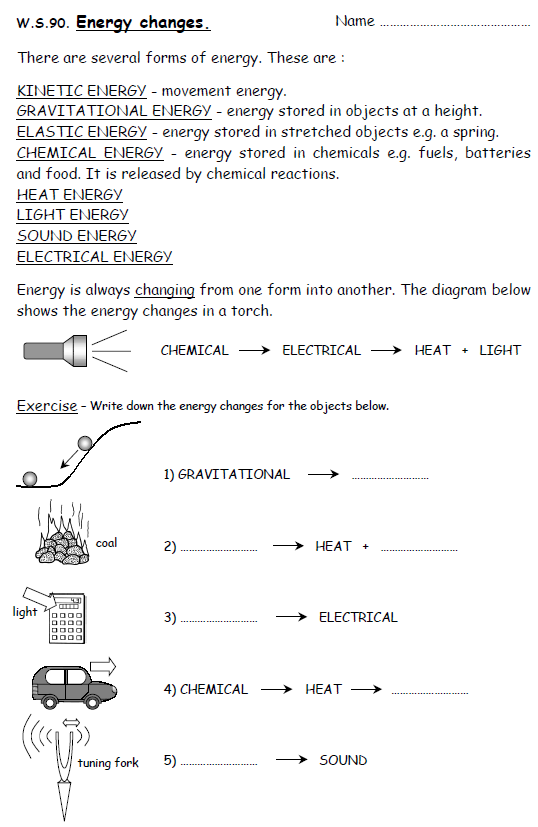 W.S.90. Energy changes. Name ..............................................
There are several forms of energy. These are :
KINETIC ENERGY - movement energy.
GRAVITATIONAL ENERGY - energy stored in objects at a height.
ELASTIC ENERGY - energy stored in stretched objects e.g. a spring.
CHEMICAL ENERGY - energy stored in chemicals e.g. fuels, batteries
and food. It is released by chemical reactions.
HEAT ENERGY
LIGHT ENERGY
SOUND ENERGY
ELECTRICAL ENERGY
Energy is always changing from one form into another. The diagram below
shows the energy changes in a torch.
CHEMICAL → ELECTRICAL → HEAT + LIGHT
Exercise – Write down the energy changes for the objects below.
1) GRAVITATIONAL → ...........................
coal
2) ........................... → HEAT + ...........................
light
3) ........................... → ELECTRICAL
4) CHEMICAL → HEAT → ...........................
tuning fork
5) ........................... → SOUND